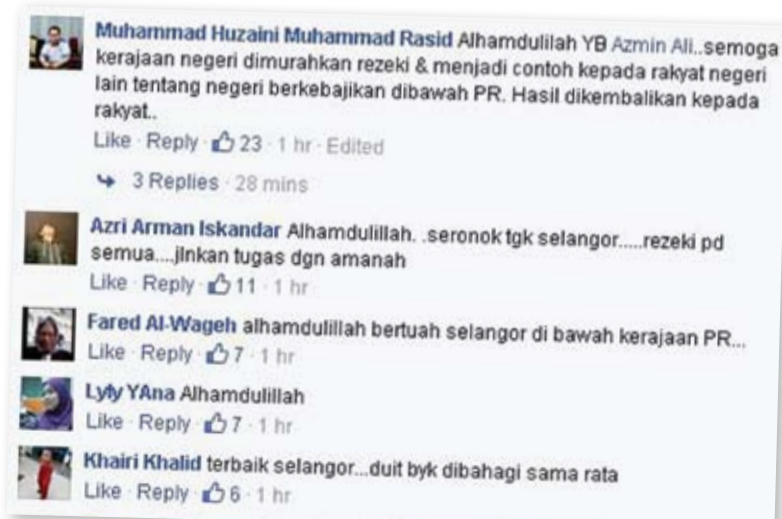 Muhammad Huzaini Muhammad Rasid Alhamdulilah YB Azmin Ali..semoga
kerajaan negeri dimurahkan rezeki & menjadi contoh kepada rakyat negeri
lain tentang negeri berkebajikan dibawah PR. Hasil dikembalikan kepada
rakyat..
Like · Reply · 23 · 1 hr · Edited
3 Replies · 28 mins
Azri Arman Iskandar Alhamdulillah. .seronok tgk selangor.....rezeki pd
semua....jlnkan tugas dgn amanah
Like · Reply · 11 · 1 hr
Fared Al-Wageh alhamdulillah bertuah selangor di bawah kerajaan PR...
Like · Reply · 7 · 1 hr
Lyly YAna Alhamdulillah
Like · Reply · 7 · 1 hr
Khairi Khalid terbaik selangor...duit byk dibahagi sama rata
Like · Reply · 6 · 1 hr